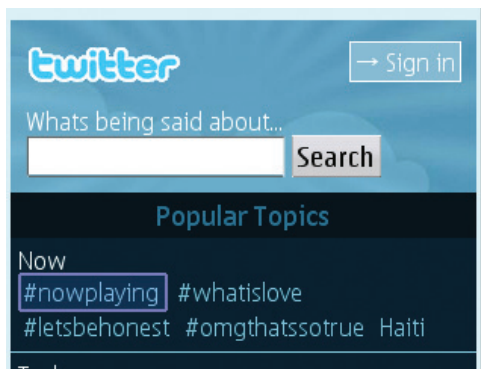 twitter
→ Sign in
Whats being said about...
Search
Popular Topics
Now
#nowplaying #whatislove
#letsbehonest #omgthatssotrue Haiti